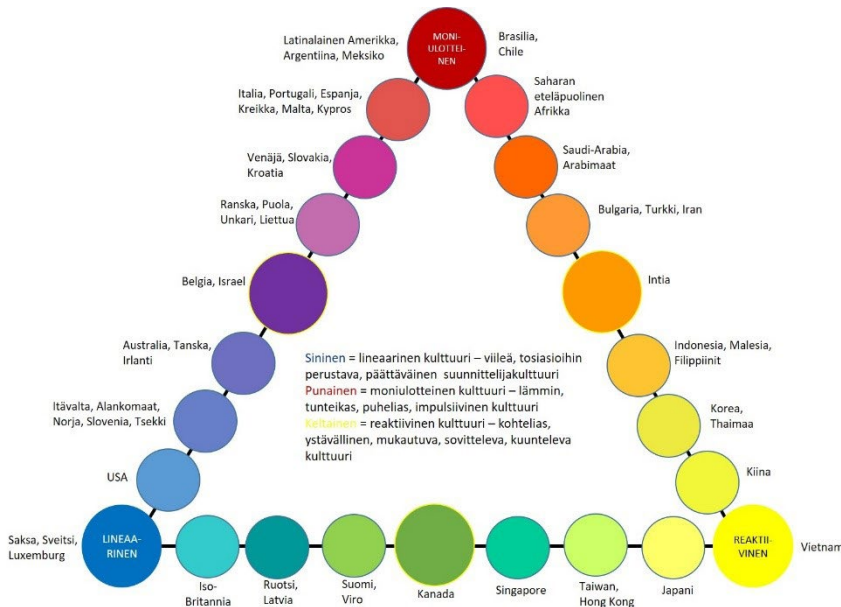 MONI-
ULOTTEI-
NEN
Latinalainen Amerikka,
Argentiina, Meksiko
Brasilia,
Chile
Italia, Portugali, Espanja,
Kreikka, Malta, Kypros
Saharan
eteläpuolinen
Afrikka
Venäjä, Slovakia,
Kroatia
Saudi-Arabia,
Arabimaat
Ranska, Puola,
Unkari, Liettua
Bulgaria, Turkki, Iran
Belgia, Israel
Intia
Australia, Tanska,
Irlanti
Indonesia, Malesia,
Filippiinit
Sininen = lineaarinen kulttuuri – viileä, tosiasioihin
perustava, päättäväinen suunnittelijakulttuuri
Punainen = moniulotteinen kulttuuri – lämmin,
tunteikas, puhelias, impulsiivinen kulttuuri
Keltainen = reaktiivinen kulttuuri – kohtelias,
ystävällinen, mukautuva, sovitteleva, kuunteleva
kulttuuri
Itävalta, Alankomaat,
Norja, Slovenia, Tsekki
Korea,
Thaimaa
USA
Kiina
Saksa, Sveitsi,
Luxemburg
LINEAA-
RINEN
REAKTII-
VINEN
Vietnam
Iso-
Britannia
Ruotsi,
Latvia
Suomi,
Viro
Kanada
Singapore
Taiwan,
Hong Kong
Japani